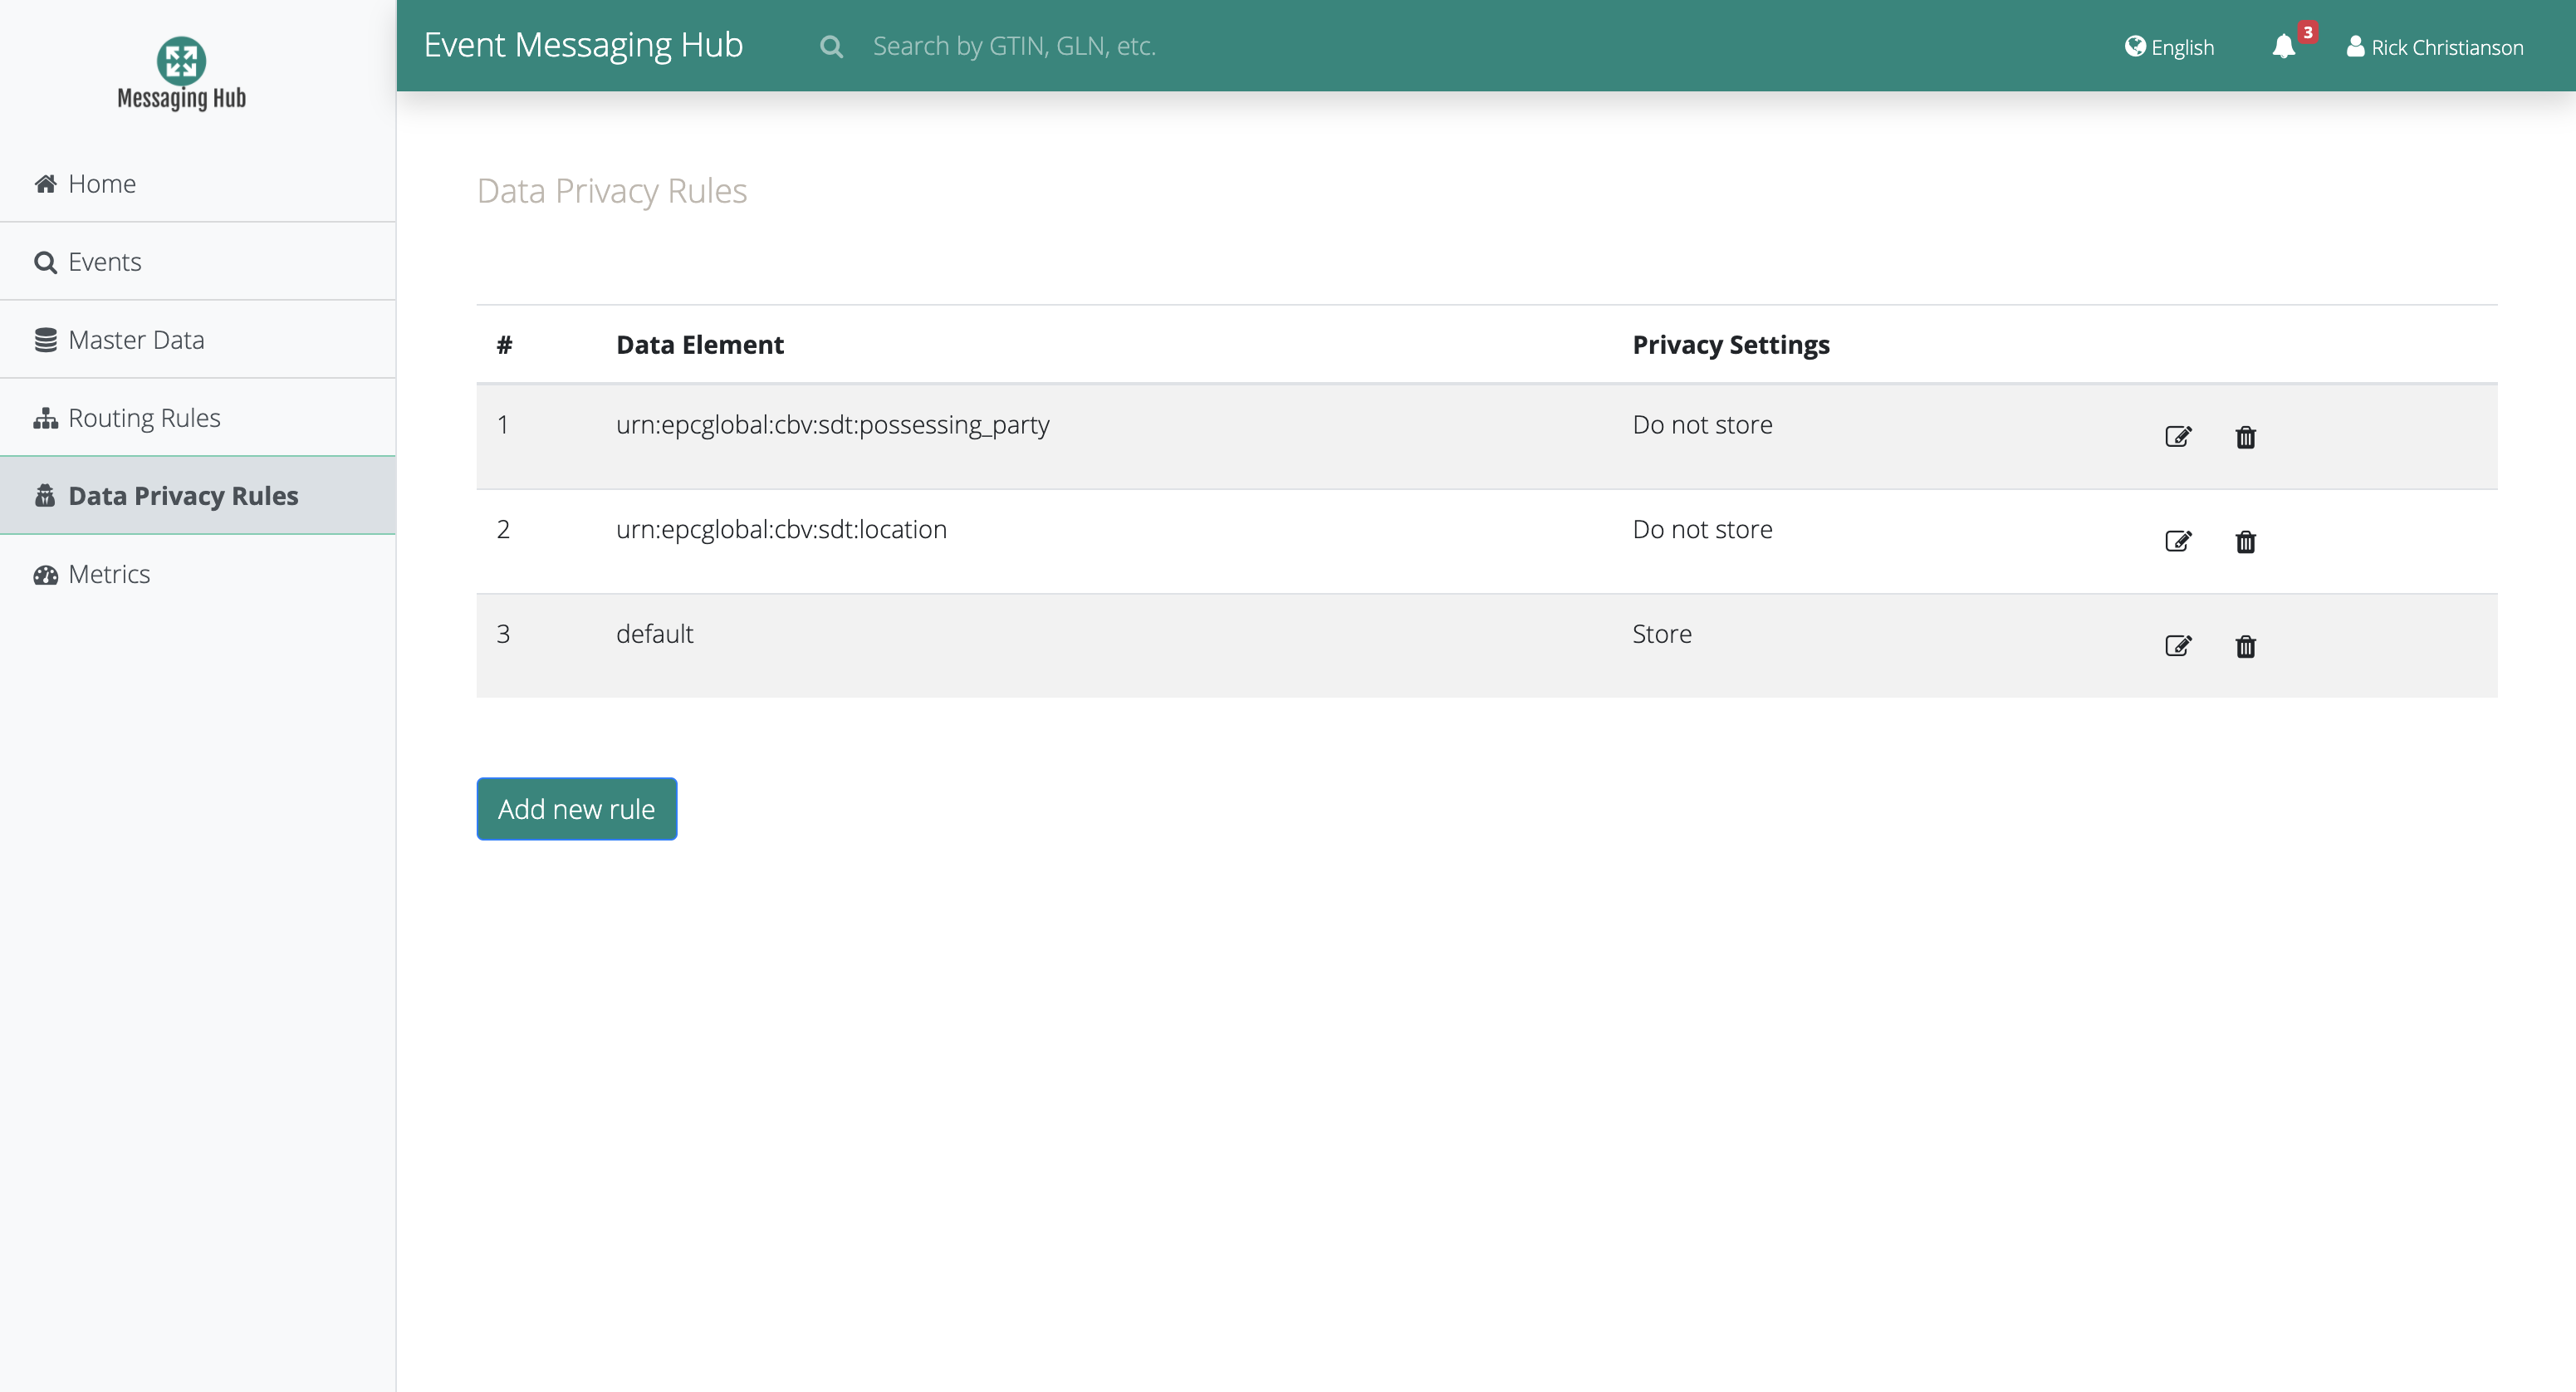 Messaging Hub
Event Messaging Hub
Search by GTIN, GLN, etc.
English
3
Rick Christianson
Home
Events
Master Data
Routing Rules
Data Privacy Rules
Metrics
Data Privacy Rules
# Data Element Privacy Settings
1 urn:epcglobal:cbv:sdt:possessing_party Do not store
2 urn:epcglobal:cbv:sdt:location Do not store
3 default Store
Add new rule